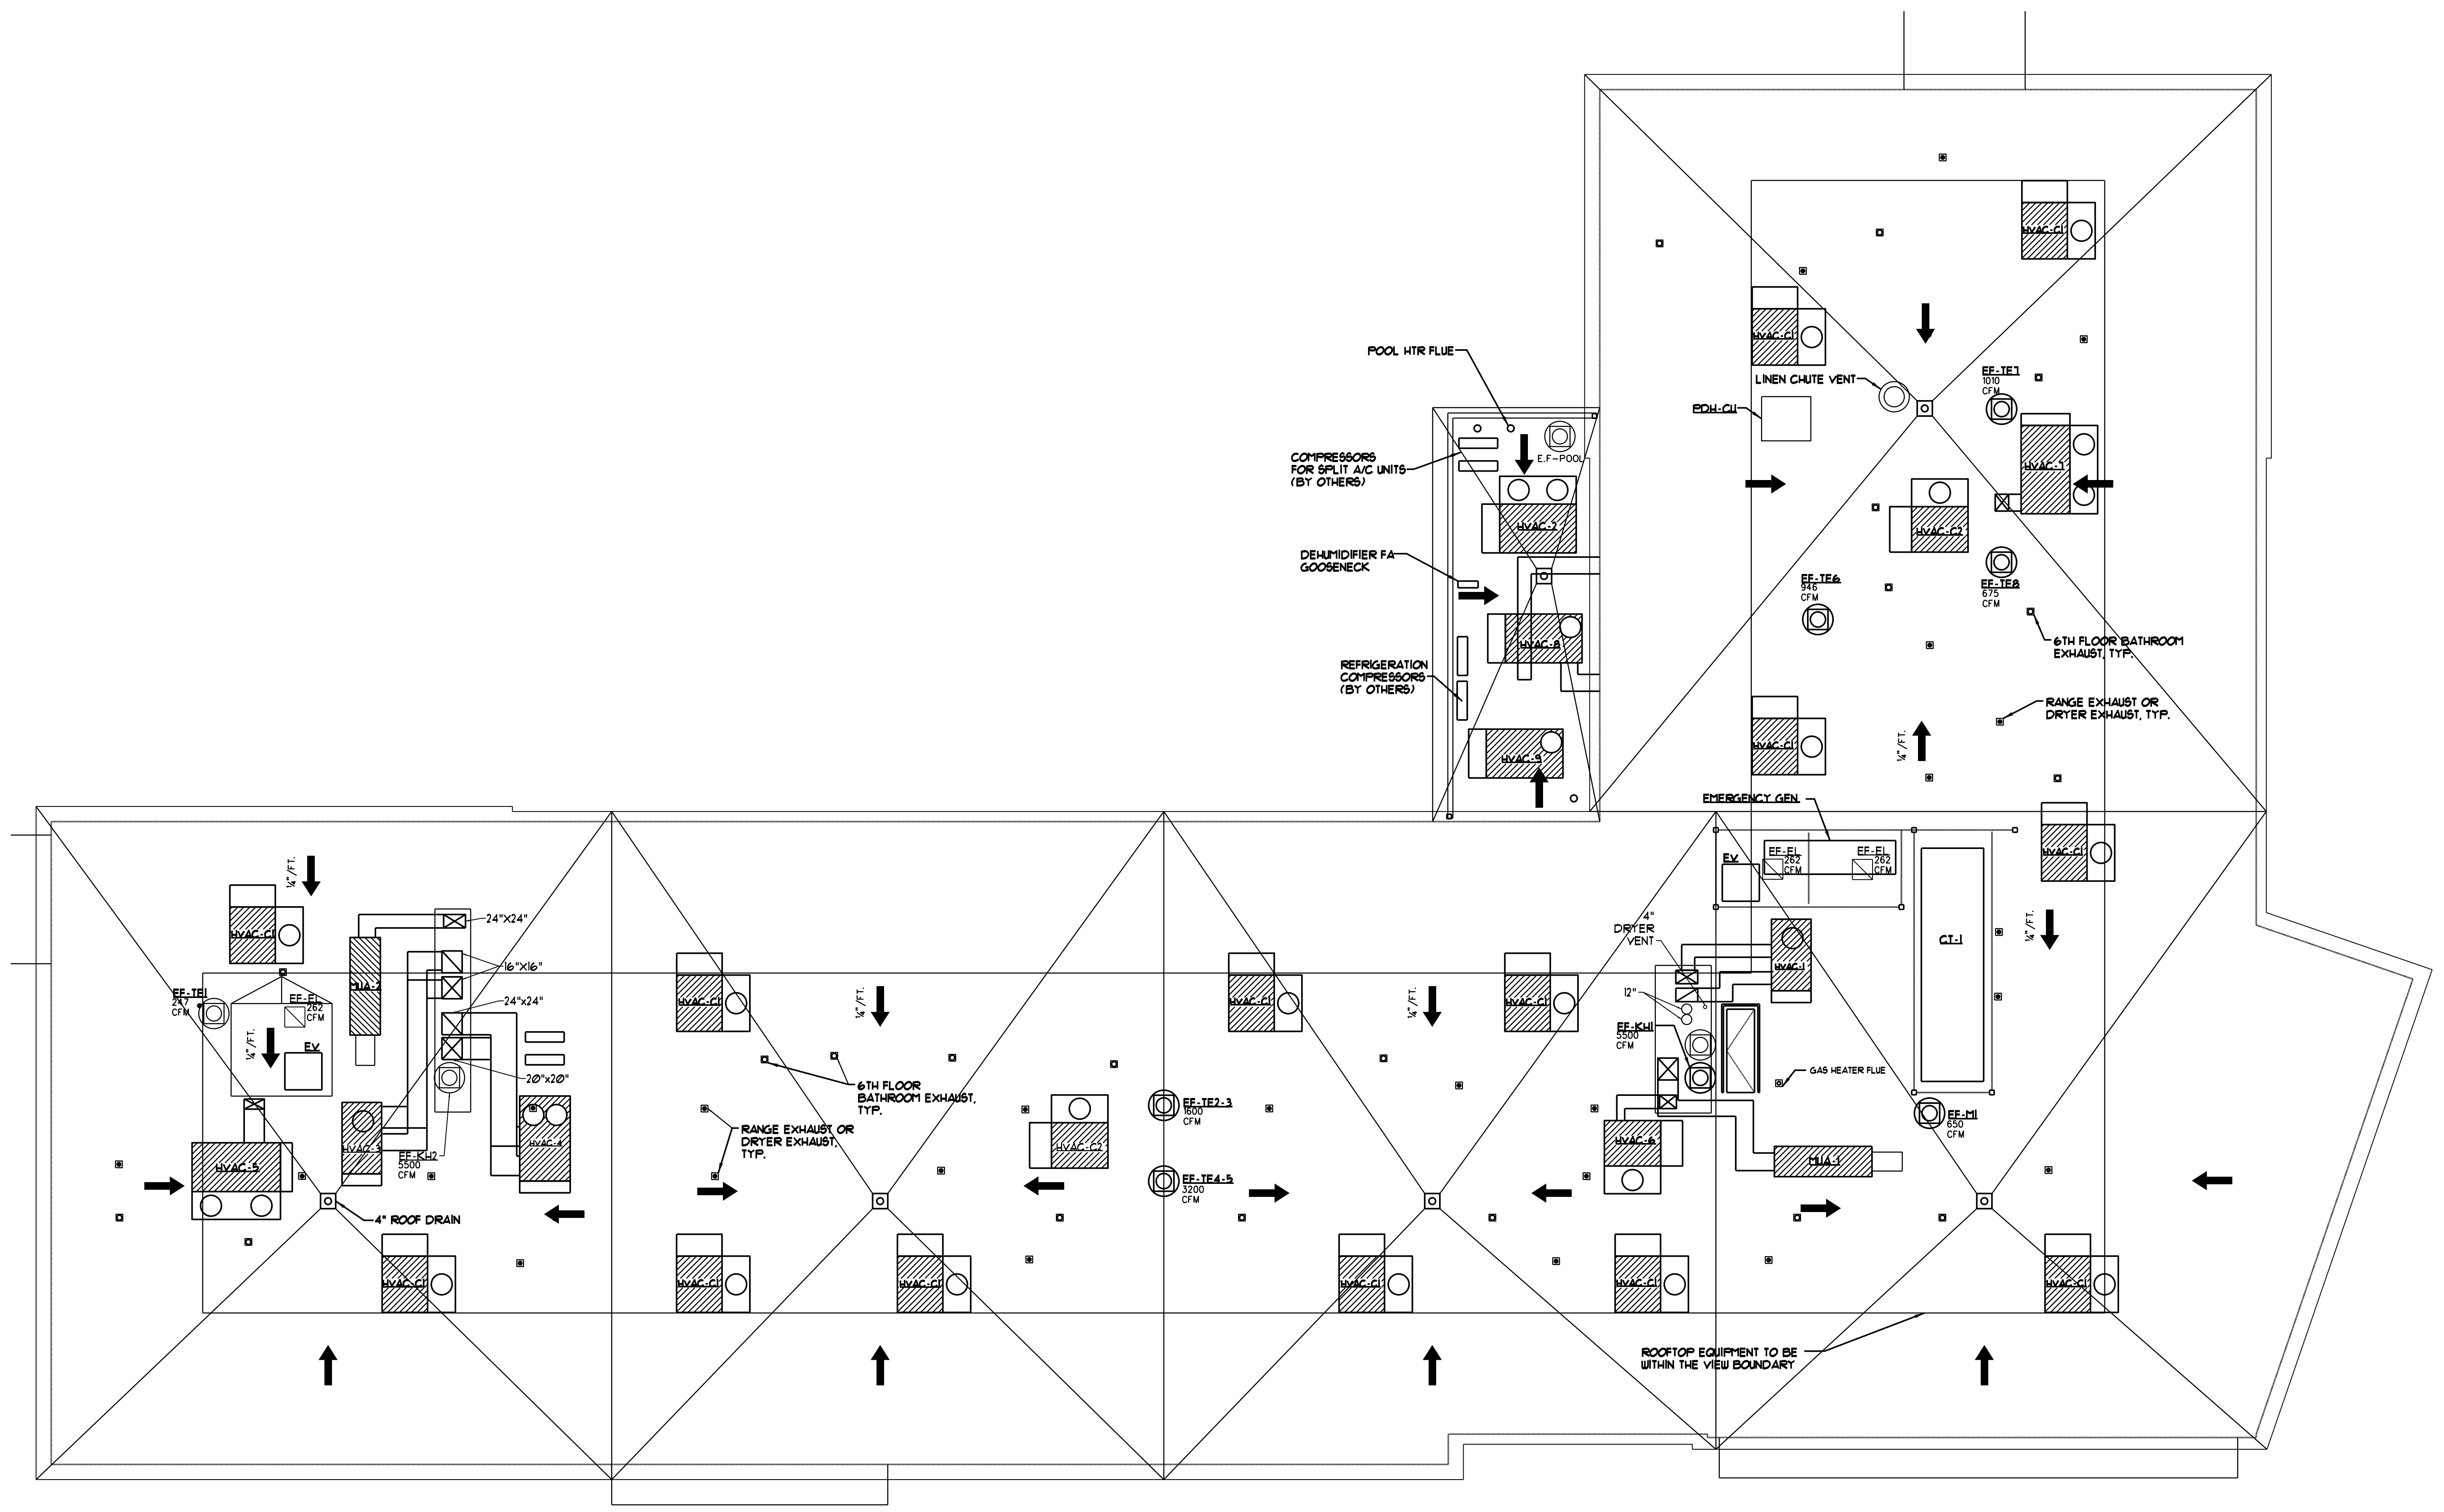 HVAC-C1
HVAC-C1
POOL HTR FLUE
LINEN CHUTE VENT
EF-TE7
1010
CFM
PDH-CU
E.F-POOL
COMPRESSORS
FOR SPLIT A/C UNITS
(BY OTHERS)
HVAC-7
HVAC-2
HVAC-C2
DEHUMIDIFIER FA
GOOSENECK
EF-TE6
946
CFM
EF-TE8
675
CFM
6TH FLOOR BATHROOM
EXHAUST, TYP.
HVAC-8
REFRIGERATION
COMPRESSORS
(BY OTHERS)
RANGE EXHAUST OR
DRYER EXHAUST, TYP.
HVAC-C1
¼"/FT.
HVAC-9
EMERGENCY GEN.
EV
EF-EL
262
CFM
EF-EL
262
CFM
HVAC-C1
¼"/FT.
¼"/FT.
HVAC-C1
24"X24"
16"X16"
24"x24"
20"x20"
MUA-2
EF-TE1
247
CFM
EF-EL
262
CFM
¼"/FT.
EV
HVAC-C1
¼"/FT.
HVAC-C1
¼"/FT.
HVAC-C1
4"
DRYER
VENT
HVAC-1
CT-1
12"
EF-KH1
5500
CFM
GAS HEATER FLUE
6TH FLOOR
BATHROOM EXHAUST,
TYP.
RANGE EXHAUST OR
DRYER EXHAUST,
TYP.
EF-TE2-3
1600
CFM
EF-M1
650
CFM
HVAC-3
HVAC-4
HVAC-C2
HVAC-6
EF-KH2
5500
CFM
HVAC-5
MUA-1
EF-TE4-5
3200
CFM
4" ROOF DRAIN
HVAC-C1
HVAC-C1
HVAC-C1
HVAC-C1
HVAC-C1
HVAC-C1
ROOFTOP EQUIPMENT TO BE
WITHIN THE VIEW BOUNDARY